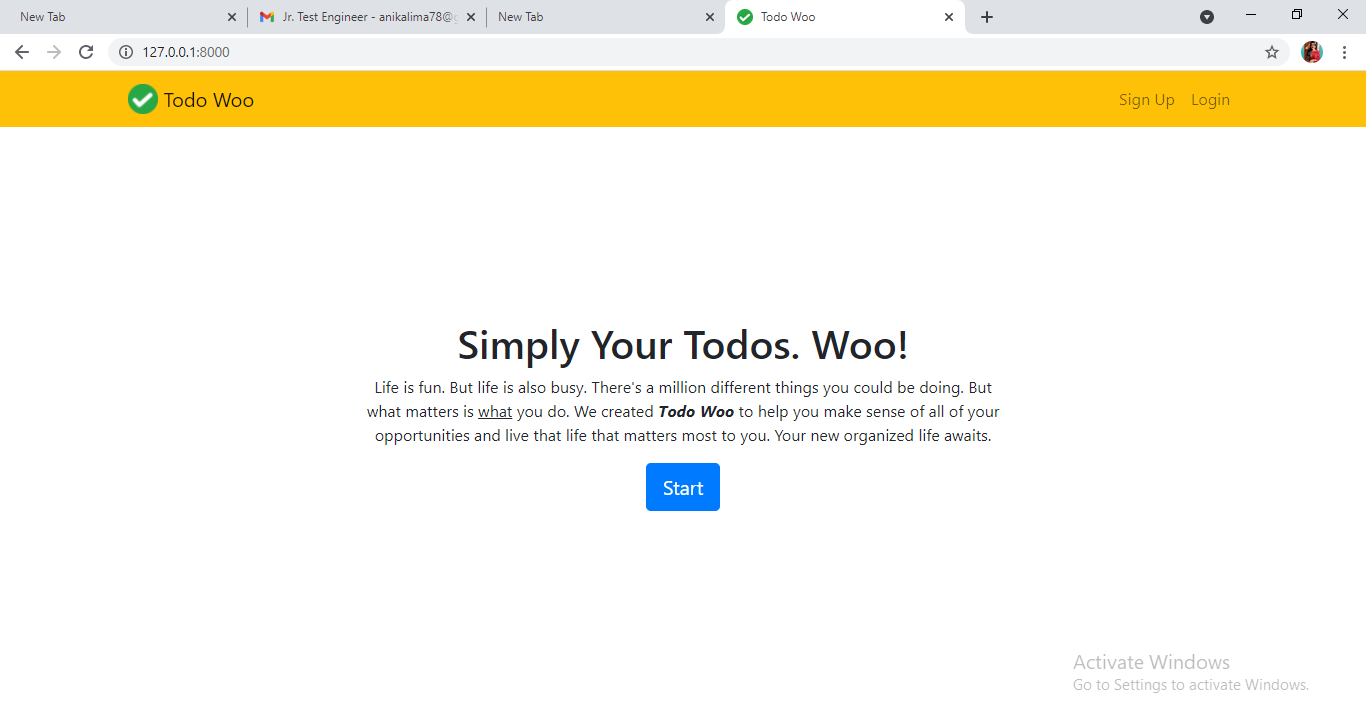 New Tab
Jr. Test Engineer - anikalima78@
New Tab
Todo Woo
127.0.0.1:8000
Todo Woo
Sign Up
Login
Simply Your Todos. Woo!
Life is fun. But life is also busy. There's a million different things you could be doing. But
what matters is what you do. We created Todo Woo to help you make sense of all of your
opportunities and live that life that matters most to you. Your new organized life awaits.
Start
Activate Windows
Go to Settings to activate Windows.